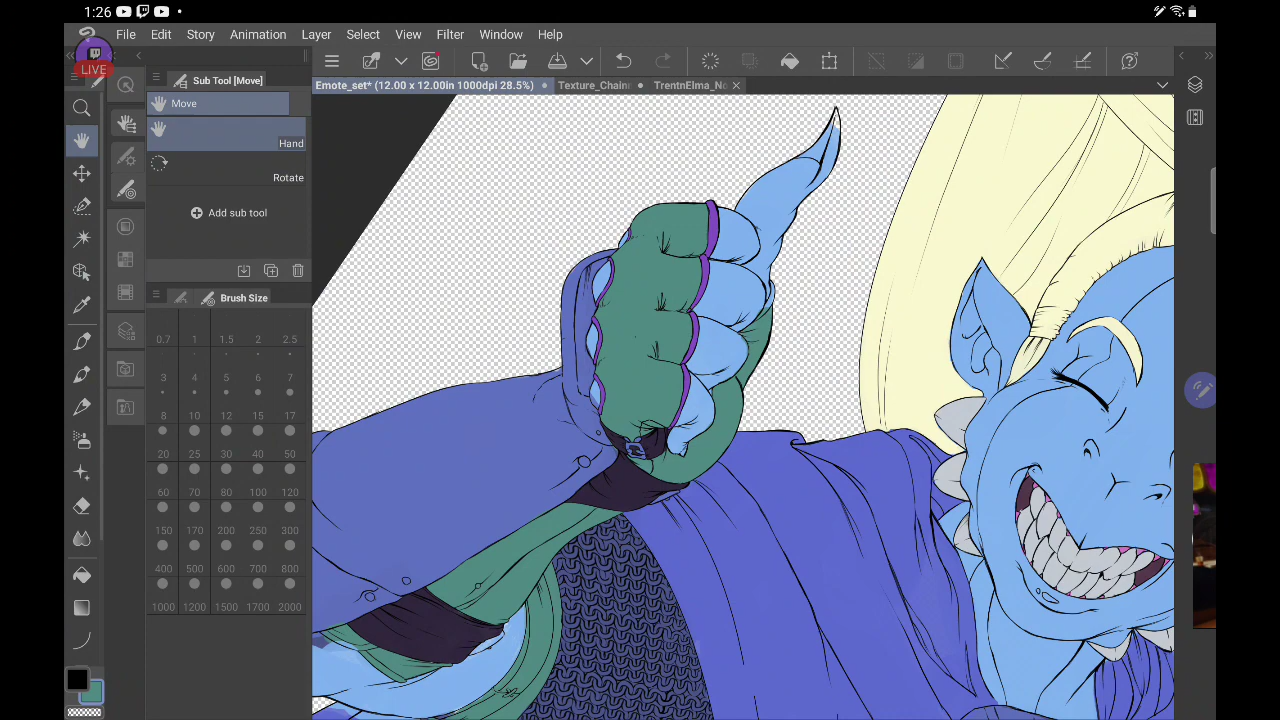 1:26
File Edit Story Animation Layer Select View Filter Window Help
LIVE
Sub Tool [Move]
Emote_set* (12.00 x 12.00in 1000dpi 28.5%) Texture_Chain TrentnElma_No
Move
Hand
Rotate
Add sub tool
Brush Size
0.7 1 1.5 2 2.5
3 4 5 6 7
8 10 12 15 17
20 25 30 40 50
60 70 80 100 120
150 170 200 250 300
400 500 600 700 800
1000 1200 1500 1700 2000